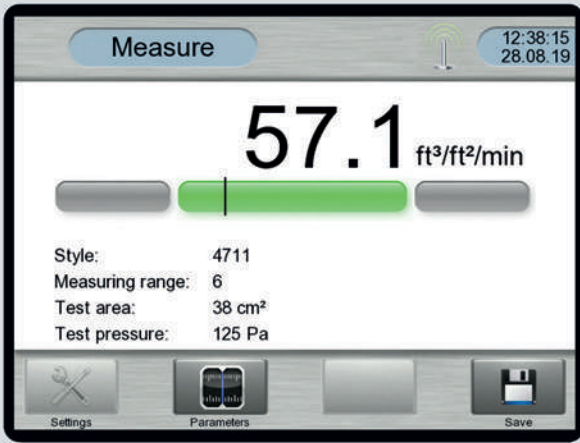 Measure
12:38:15
28.08.19
57.1 ft³/ft²/min
Style: 4711
Measuring range: 6
Test area: 38 cm²
Test pressure: 125 Pa
Settings
Parameters
Save